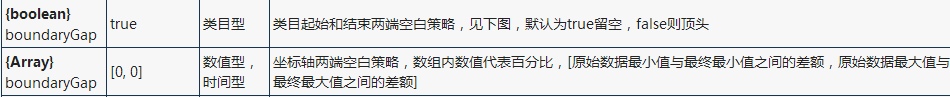 {boolean}
boundaryGap
true
类目型
类目起始和结束两端空白策略，见下图，默认为true留空，false则顶头
{Array}
boundaryGap
[0, 0]
数值型，
时间型
坐标轴两端空白策略，数组内数值代表百分比，[原始数据最小值与最终最小值之间的差额，原始数据最大值与
最终最大值之间的差额]